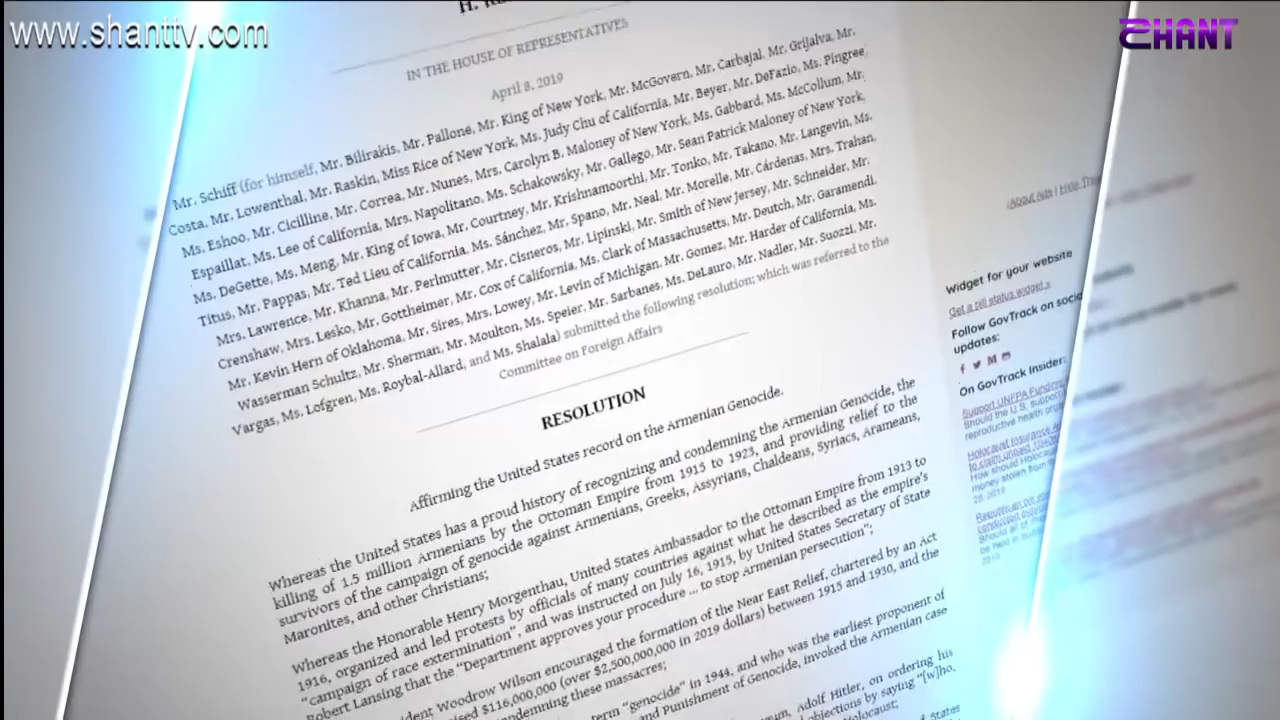 www.shanttv.com
SHANT
IN THE HOUSE OF REPRESENTATIVES
April 8, 2019
Mr. Schiff (for himself, Mr. Bilirakis, Mr. Pallone, Mr. King of New York, Mr. McGovern, Mr. Carbajal, Mr. Grijalva, Mr.
Costa, Mr. Lowenthal, Mr. Raskin, Miss Rice of New York, Ms. Judy Chu of California, Mr. Beyer, Mr. DeFazio, Ms. Pingree,
Ms. Eshoo, Mr. Cicilline, Mr. Correa, Mr. Nunes, Mrs. Carolyn B. Maloney of New York, Ms. Gabbard, Ms. McCollum, Mr.
Espaillat, Ms. Lee of California, Mrs. Napolitano, Ms. Schakowsky, Mr. Gallego, Mr. Sean Patrick Maloney of New York,
Ms. DeGette, Ms. Meng, Mr. King of Iowa, Mr. Courtney, Mr. Krishnamoorthi, Mr. Tonko, Mr. Takano, Mr. Langevin, Ms.
Titus, Mr. Pappas, Mr. Ted Lieu of California, Ms. Sánchez, Mr. Spano, Mr. Neal, Mr. Morelle, Mr. Cárdenas, Mrs. Trahan,
Mrs. Lawrence, Mr. Khanna, Mr. Perlmutter, Mr. Cisneros, Mr. Lipinski, Mr. Smith of New Jersey, Mr. Schneider, Mr.
Crenshaw, Mrs. Lesko, Mr. Gottheimer, Mr. Cox of California, Ms. Clark of Massachusetts, Mr. Deutch, Mr. Garamendi,
Mr. Kevin Hern of Oklahoma, Mr. Sires, Mrs. Lowey, Mr. Levin of Michigan, Mr. Gomez, Mr. Harder of California, Ms.
Wasserman Schultz, Mr. Sherman, Mr. Moulton, Ms. Speier, Mr. Sarbanes, Ms. DeLauro, Mr. Nadler, Mr. Suozzi, Mr.
Vargas, Ms. Lofgren, Ms. Roybal-Allard, and Ms. Shalala) submitted the following resolution; which was referred to the
Committee on Foreign Affairs
RESOLUTION
Affirming the United States record on the Armenian Genocide.
Whereas the United States has a proud history of recognizing and condemning the Armenian Genocide, the
killing of 1.5 million Armenians by the Ottoman Empire from 1915 to 1923, and providing relief to the
survivors of the campaign of genocide against Armenians, Greeks, Assyrians, Chaldeans, Syriacs, Arameans,
Maronites, and other Christians;
Whereas the Honorable Henry Morgenthau, United States Ambassador to the Ottoman Empire from 1913 to
1916, organized and led protests by officials of many countries against what he described as the empire's
"campaign of race extermination", and was instructed on July 16, 1915, by United States Secretary of State
Robert Lansing that the "Department approves your procedure ... to stop Armenian persecution";
Woodrow Wilson encouraged the formation of the Near East Relief, chartered by an Act
$116,000,000 (over $2,500,000,000 in 2019 dollars) between 1915 and 1930, and the
these massacres;
term "genocide" in 1944, and who was the earliest proponent of
and Punishment of Genocide, invoked the Armenian case
Adolf Hitler, on ordering his
objections by saying "[w]ho,
Holocaust;
States
About Ads | Hide
Widget for your website
Get a bill status widget »
Follow GovTrack on
updates:
On GovTrack Insider:
Support UNFPA
Should the U.S. support
reproductive health
Holocaust Insurance
to claim unpaid
How should
money stolen from
2019